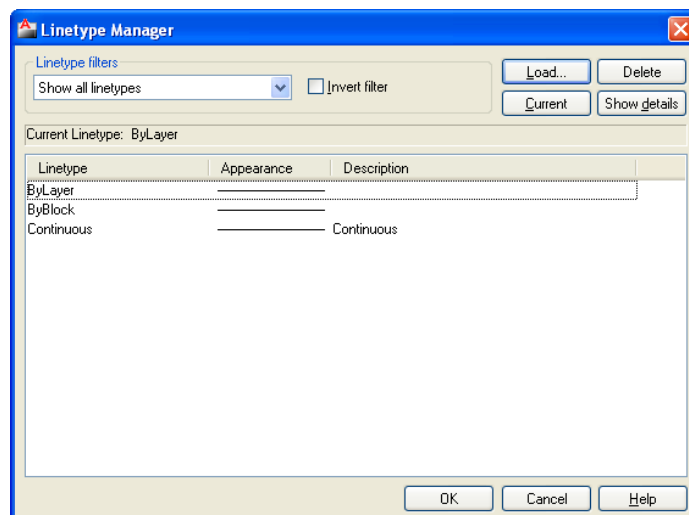 Linetype Manager
Linetype filters
Show all linetypes
Invert filter
Load...
Delete
Current
Show details
Current Linetype: ByLayer
Linetype Appearance Description
ByLayer
ByBlock
Continuous Continuous
OK Cancel Help